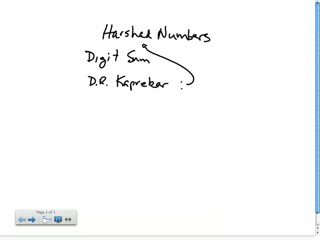 Harshad Numbers
Digit Sum
D.R. Kaprekar :
Page 1 of 1